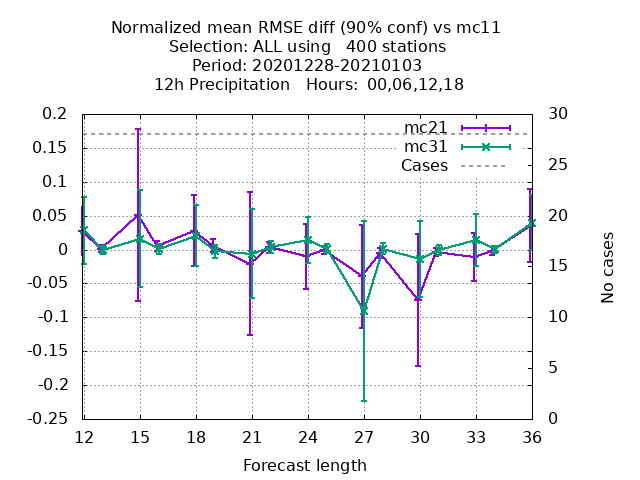 Normalized mean RMSE diff (90% conf) vs mc11
Selection: ALL using   400 stations
Period: 20201228-20210103
12h Precipitation   Hours:  00,06,12,18
mc21
mc31
Cases
0.2
0.15
0.1
0.05
0
-0.05
-0.1
-0.15
-0.2
-0.25
30
25
20
15
10
5
0
No cases
12 15 18 21 24 27 30 33 36
Forecast length